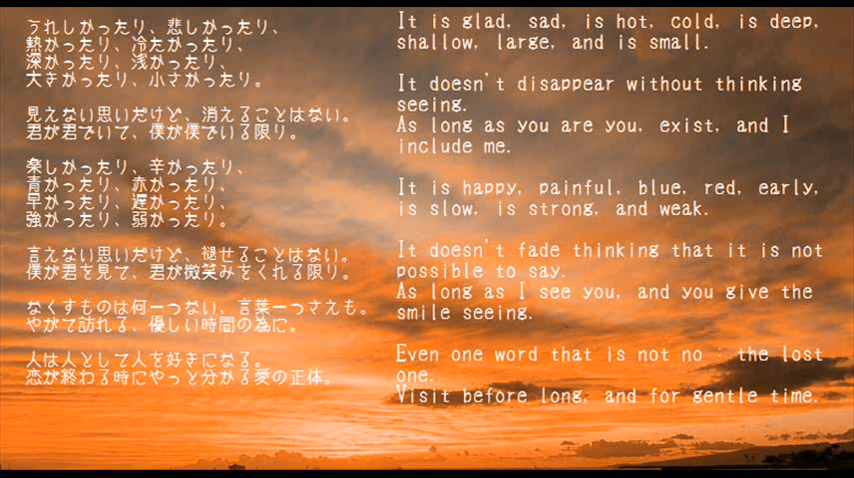 うれしかったり、悲しかったり、
熱かったり、冷たかったり、
深かったり、浅かったり、
大きかったり、小さかったり。
見えない思いだけど、消えることはない。
君が君でいて、僕が僕でいる限り。
楽しかったり、辛かったり、
青かったり、赤かったり、
早かったり、遅かったり、
強かったり、弱かったり。
言えない思いだけど、褪せることはない。
僕が君を見て、君が微笑みをくれる限り。
なくすものは何一つない、言葉一つさえも。
やがて訪れる、優しい時間の為に。
人は人として人を好きになる。
恋が終わる時にやっと分かる愛の正体。
It is glad, sad, is hot, cold, is deep,
shallow, large, and is small.
It doesn't disappear without thinking
seeing.
As long as you are you, exist, and I
include me.
It is happy, painful, blue, red, early,
is slow, is strong, and weak.
It doesn't fade thinking that it is not
possible to say.
As long as I see you, and you give the
smile seeing.
Even one word that is not no : the lost
one.
Visit before long, and for gentle time.